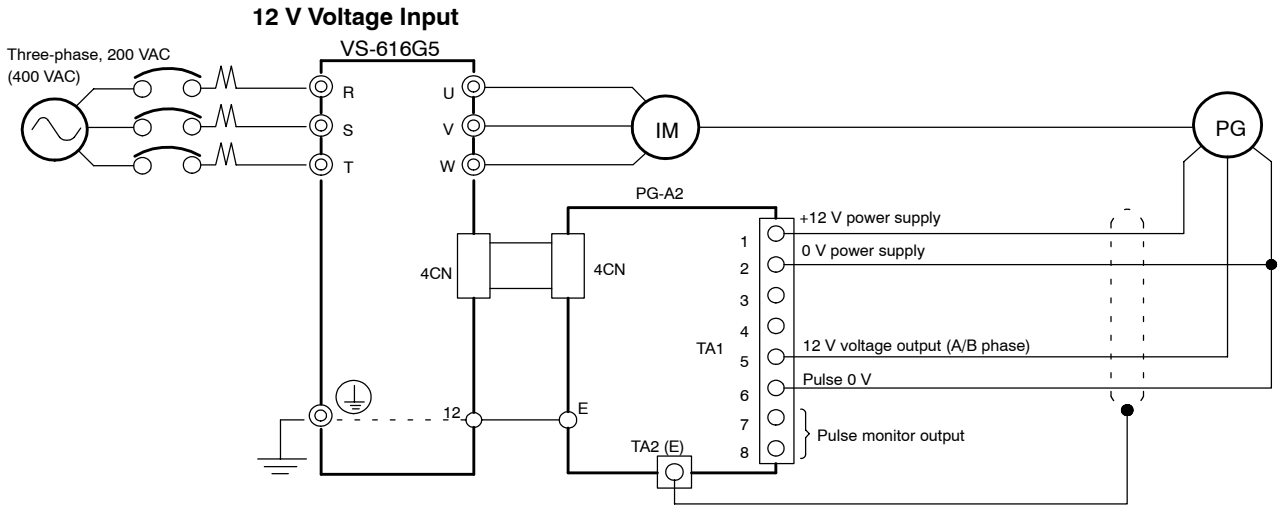 12 V Voltage Input
VS-616G5
Three-phase, 200 VAC
(400 VAC)
R
U
S
V
T
W
IM
PG
PG-A2
4CN
4CN
TA1
1
+12 V power supply
2
0 V power supply
3
4
5
12 V voltage output (A/B phase)
6
Pulse 0 V
7
8
Pulse monitor output
12
E
TA2 (E)